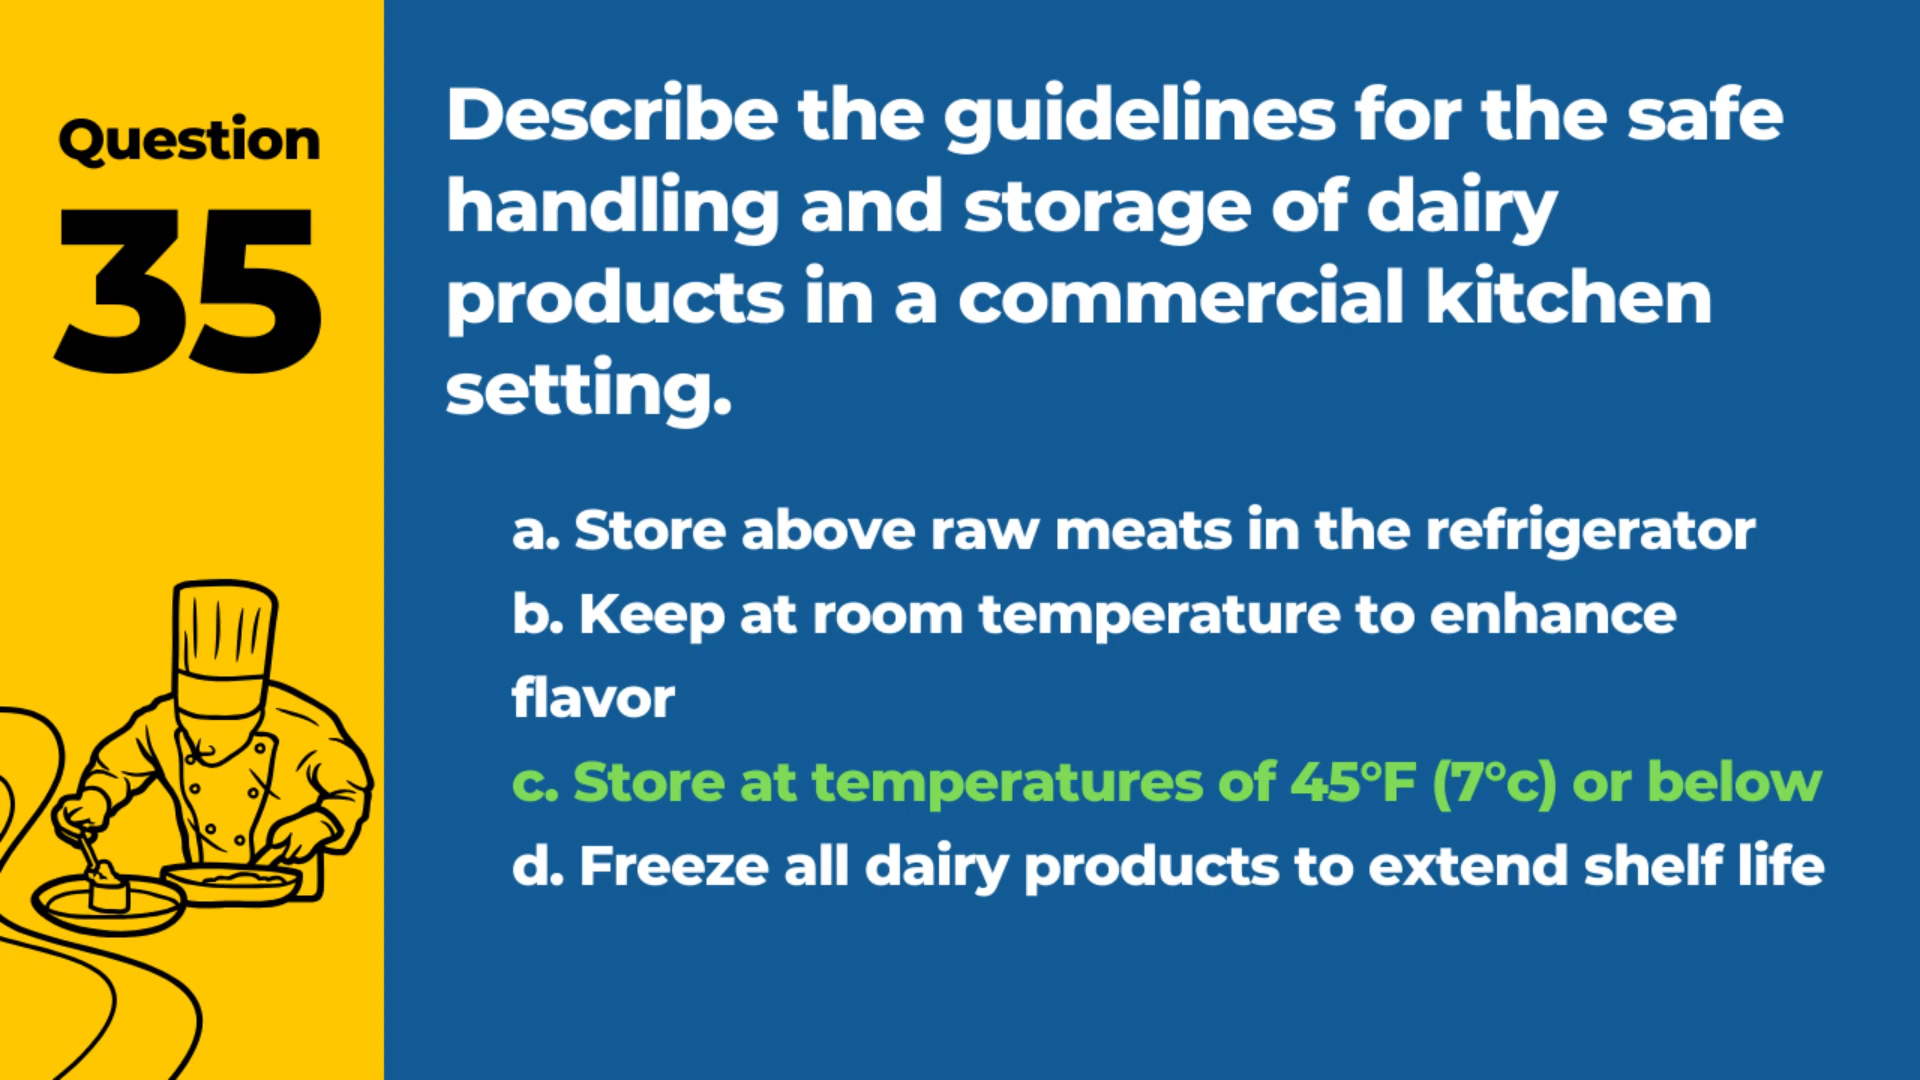 Question
35
Describe the guidelines for the safe
handling and storage of dairy
products in a commercial kitchen
setting.
a. Store above raw meats in the refrigerator
b. Keep at room temperature to enhance
flavor
c. Store at temperatures of 45°F (7°c) or below
d. Freeze all dairy products to extend shelf life